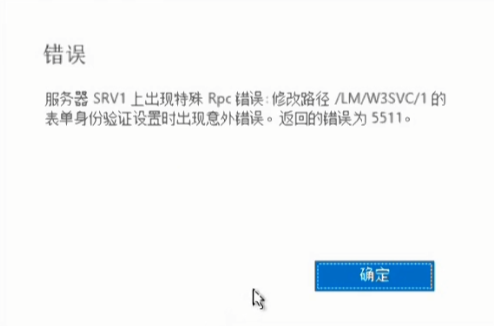 错误
服务器 SRV1 上出现特殊 Rpc 错误: 修改路径 /LM/W3SVC/1 的
表单身份验证设置时出现意外错误。返回的错误为 5511。
确定